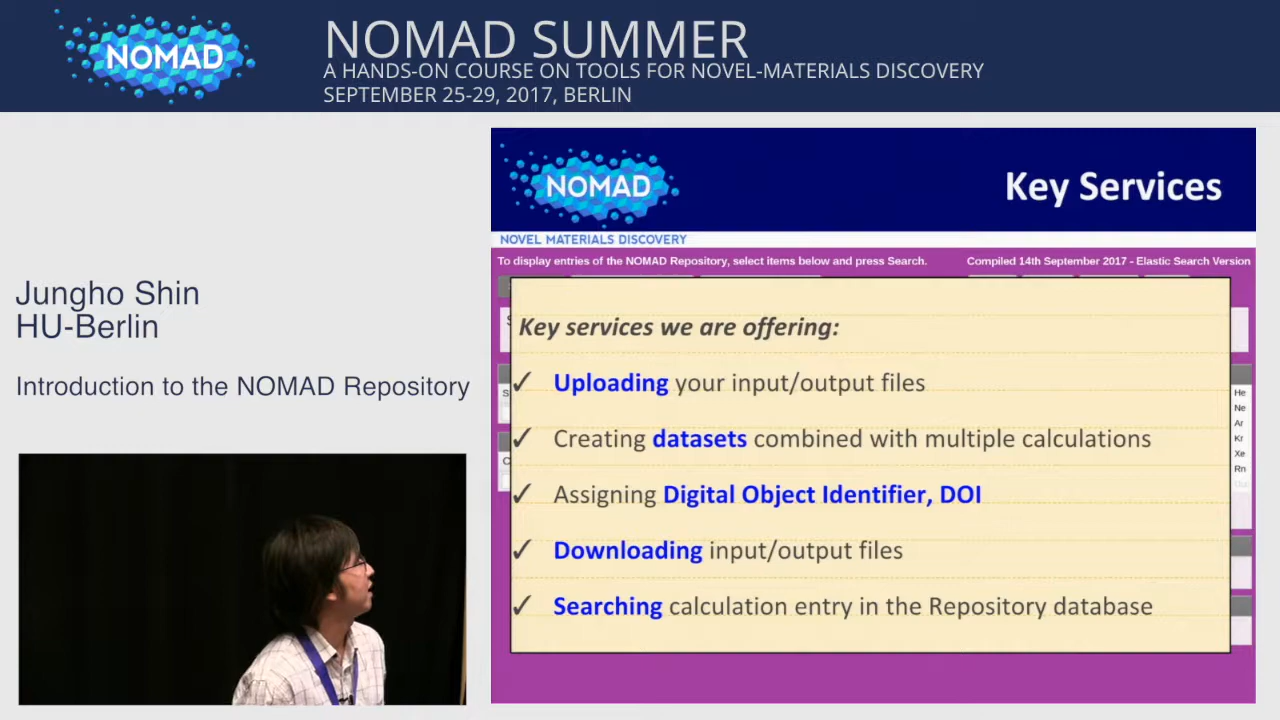 NOMAD
NOMAD SUMMER
A HANDS-ON COURSE ON TOOLS FOR NOVEL-MATERIALS DISCOVERY
SEPTEMBER 25-29, 2017, BERLIN
Jungho Shin
HU-Berlin
Introduction to the NOMAD Repository
NOMAD
Key Services
NOVEL MATERIALS DISCOVERY
To display entries of the NOMAD Repository, select items below and press Search.
Compiled 14th September 2017 - Elastic Search Version
Key services we are offering:
✓ Uploading your input/output files
✓ Creating datasets combined with multiple calculations
✓ Assigning Digital Object Identifier, DOI
✓ Downloading input/output files
✓ Searching calculation entry in the Repository database
He
Ne
Ar
Kr
Xe
Rn